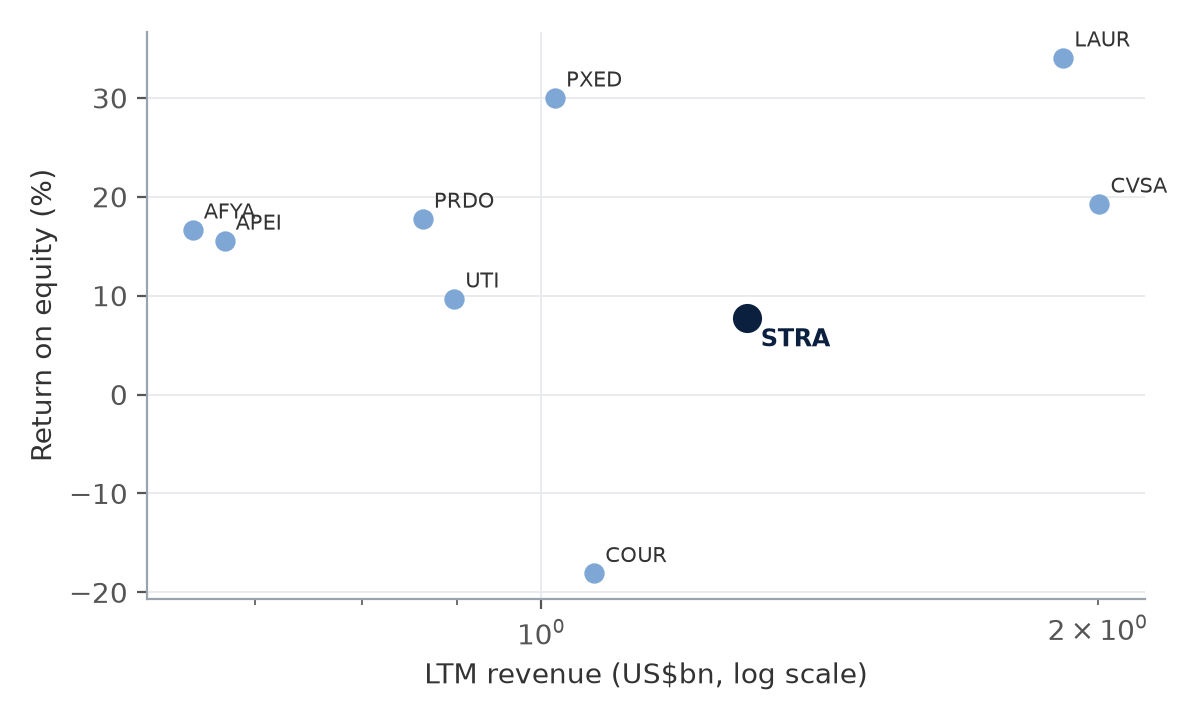 LAUR
PXED
30
CVSA
20
PRDO
AFYA
APEI
UTI
10
STRA
0
−10
COUR
−20
10⁰
2 × 10⁰
Return on equity (%)
LTM revenue (US$bn, log scale)